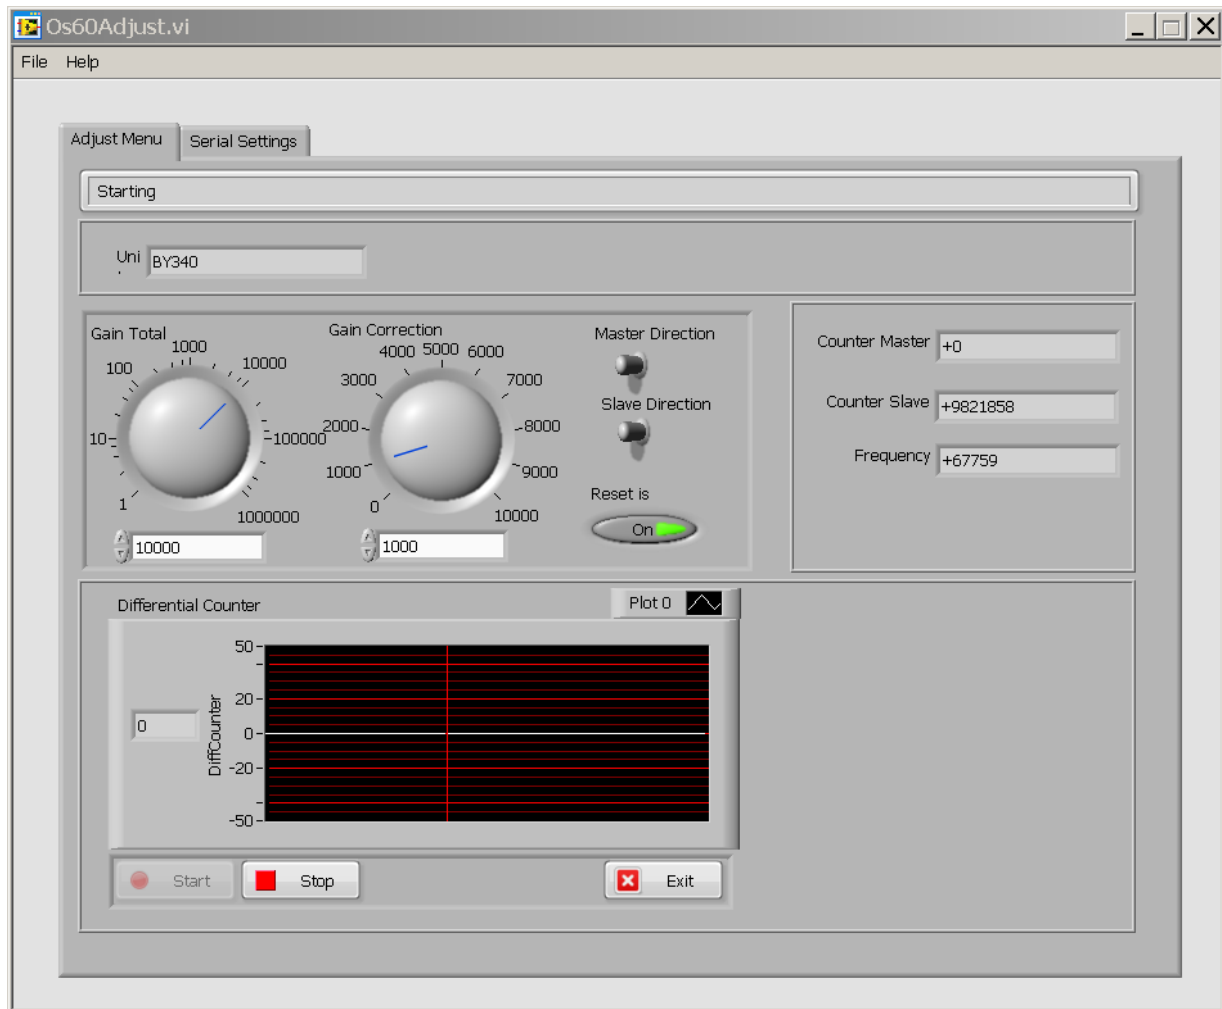 Os60Adjust.vi
File Help
Adjust Menu Serial Settings
Starting
Uni BY340
Gain Total
1 10 100 1000 10000 100000 1000000
10000
Gain Correction
0 1000 2000 3000 4000 5000 6000 7000 8000 9000 10000
1000
Master Direction
Slave Direction
Reset is
On
Counter Master +0
Counter Slave +9821858
Frequency +67759
Differential Counter
Plot 0
0
DiffCounter
50
20
0
-20
-50
Start Stop Exit